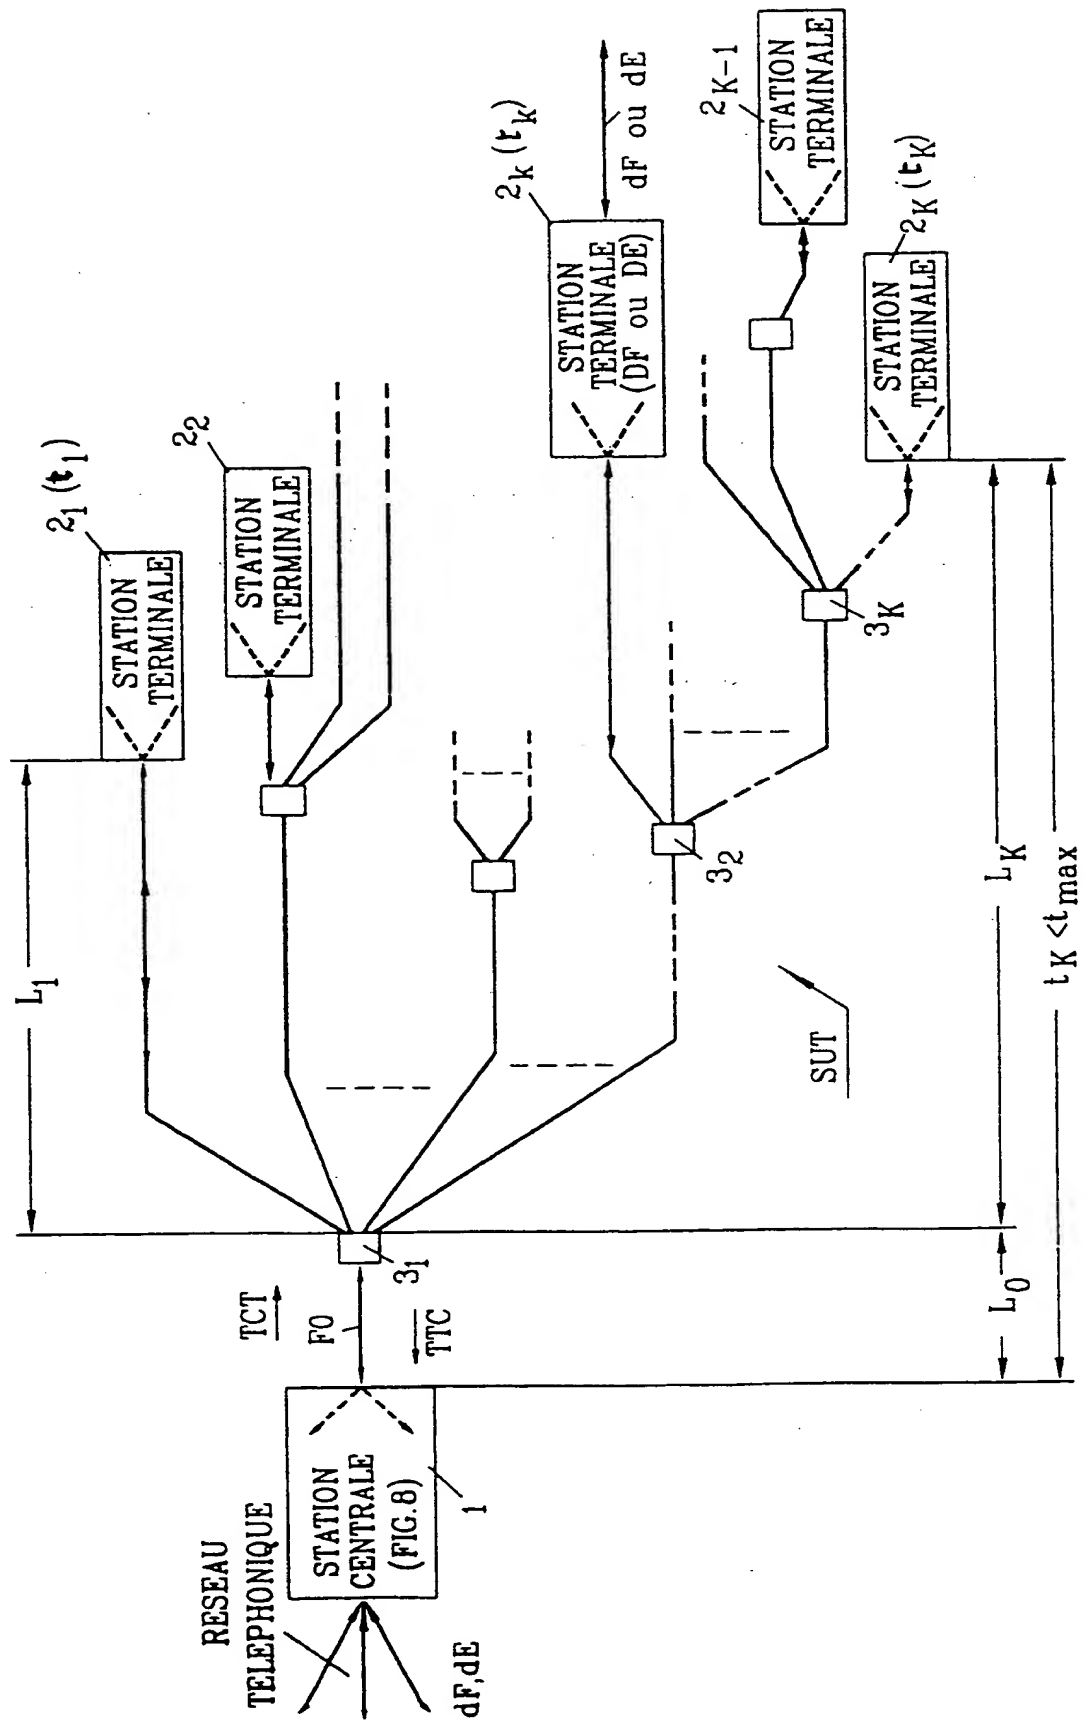 RESEAU
TELEPHONIQUE
dF,dE
STATION
CENTRALE
(FIG.8)
1
TCT
FO
TTC
3₁
L₁
2₁(t₁)
STATION
TERMINALE
2₂
STATION
TERMINALE
2ₖ(tₖ)
STATION
TERMINALE
(DF ou DE)
dF ou dE
2K-1
STATION
TERMINALE
2K(tK)
STATION
TERMINALE
3₂
3K
SUT
L₀
LK
tK<tmax